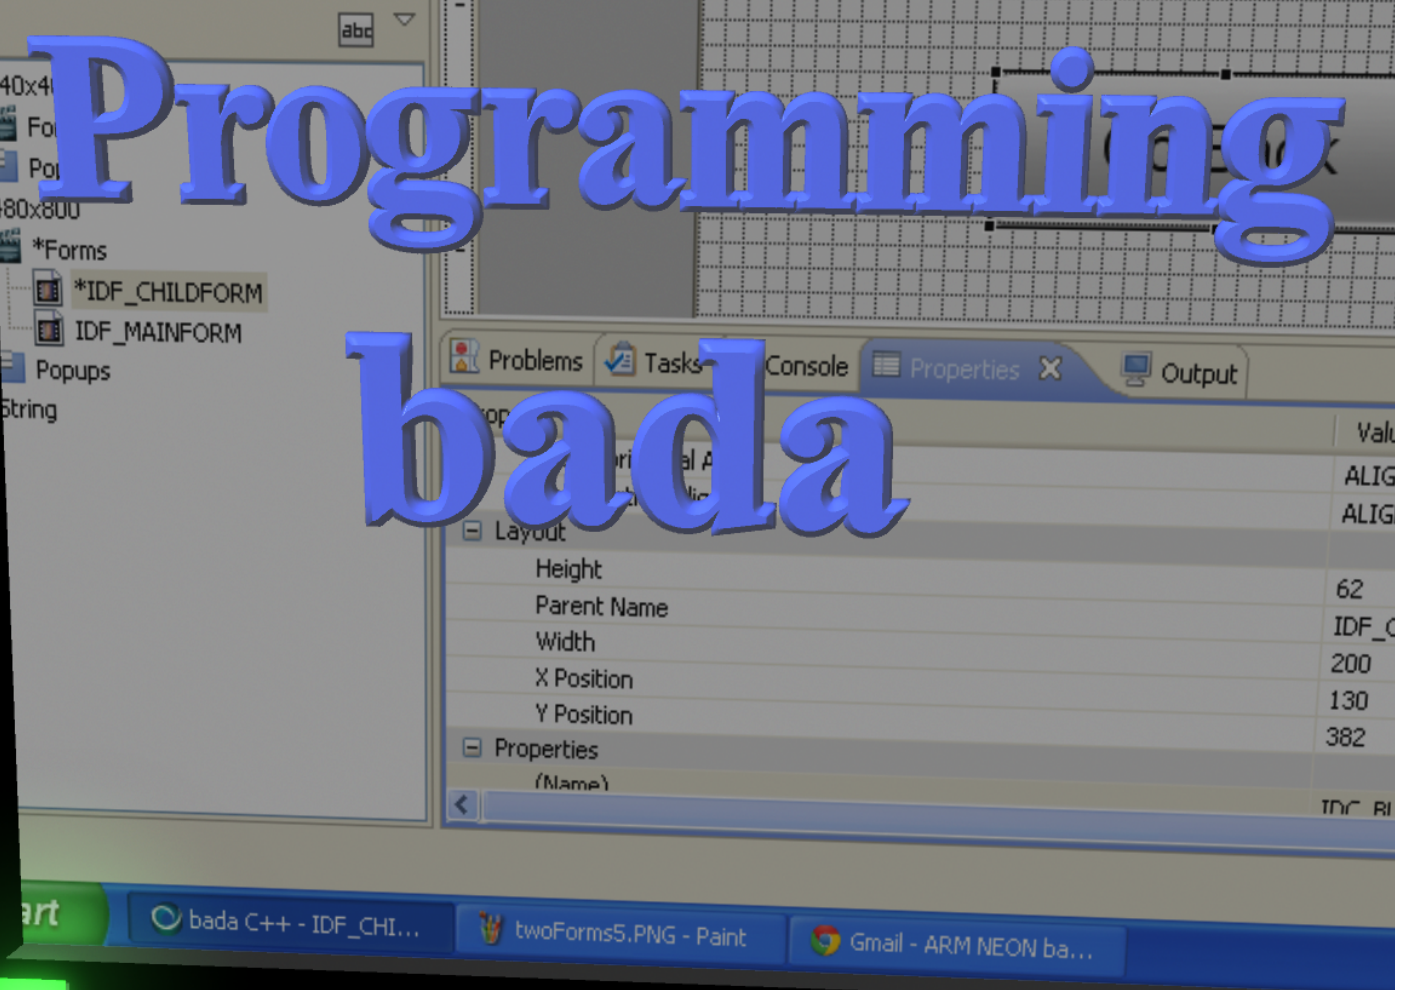 Programming
bada
abc
*Forms
*IDF_CHILDFORM
IDF_MAINFORM
Popups
String
Problems
Tasks
Console
Properties
Output
Layout
Height
62
Parent Name
Width
200
X Position
130
Y Position
382
Properties
(Name)
bada C++ - IDF_CHI...
twoForms5.PNG - Paint
Gmail - ARM NEON ba...